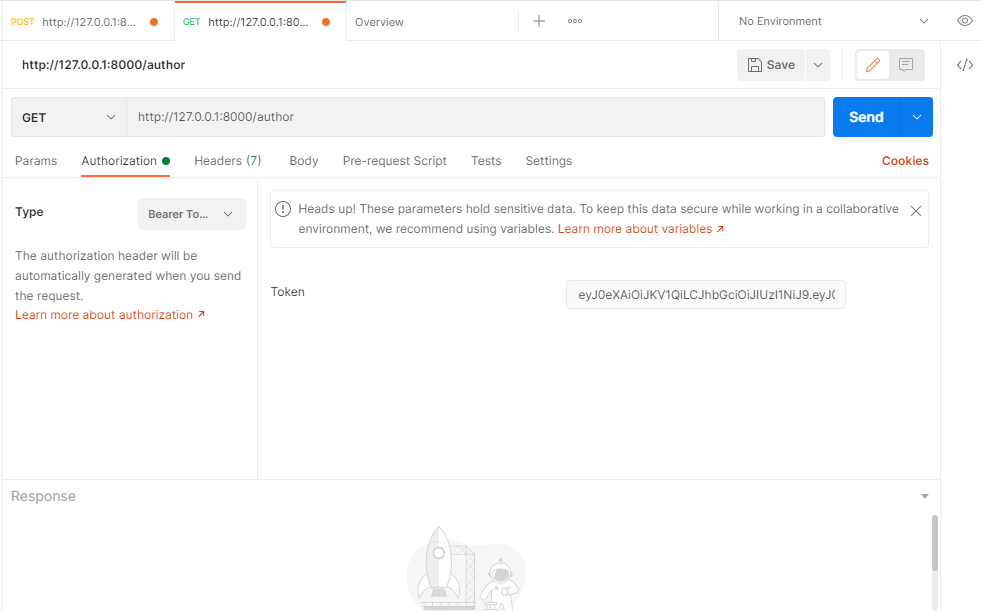 POST http://127.0.0.1:8... GET http://127.0.0.1:80... Overview No Environment
http://127.0.0.1:8000/author Save
GET http://127.0.0.1:8000/author Send
Params Authorization Headers (7) Body Pre-request Script Tests Settings Cookies
Type Bearer To...
The authorization header will be
automatically generated when you send
the request.
Learn more about authorization ↗
Heads up! These parameters hold sensitive data. To keep this data secure while working in a collaborative
environment, we recommend using variables. Learn more about variables ↗
Token eyJ0eXAiOiJKV1QiLCJhbGciOiJIUzI1NiJ9.eyJ0
Response